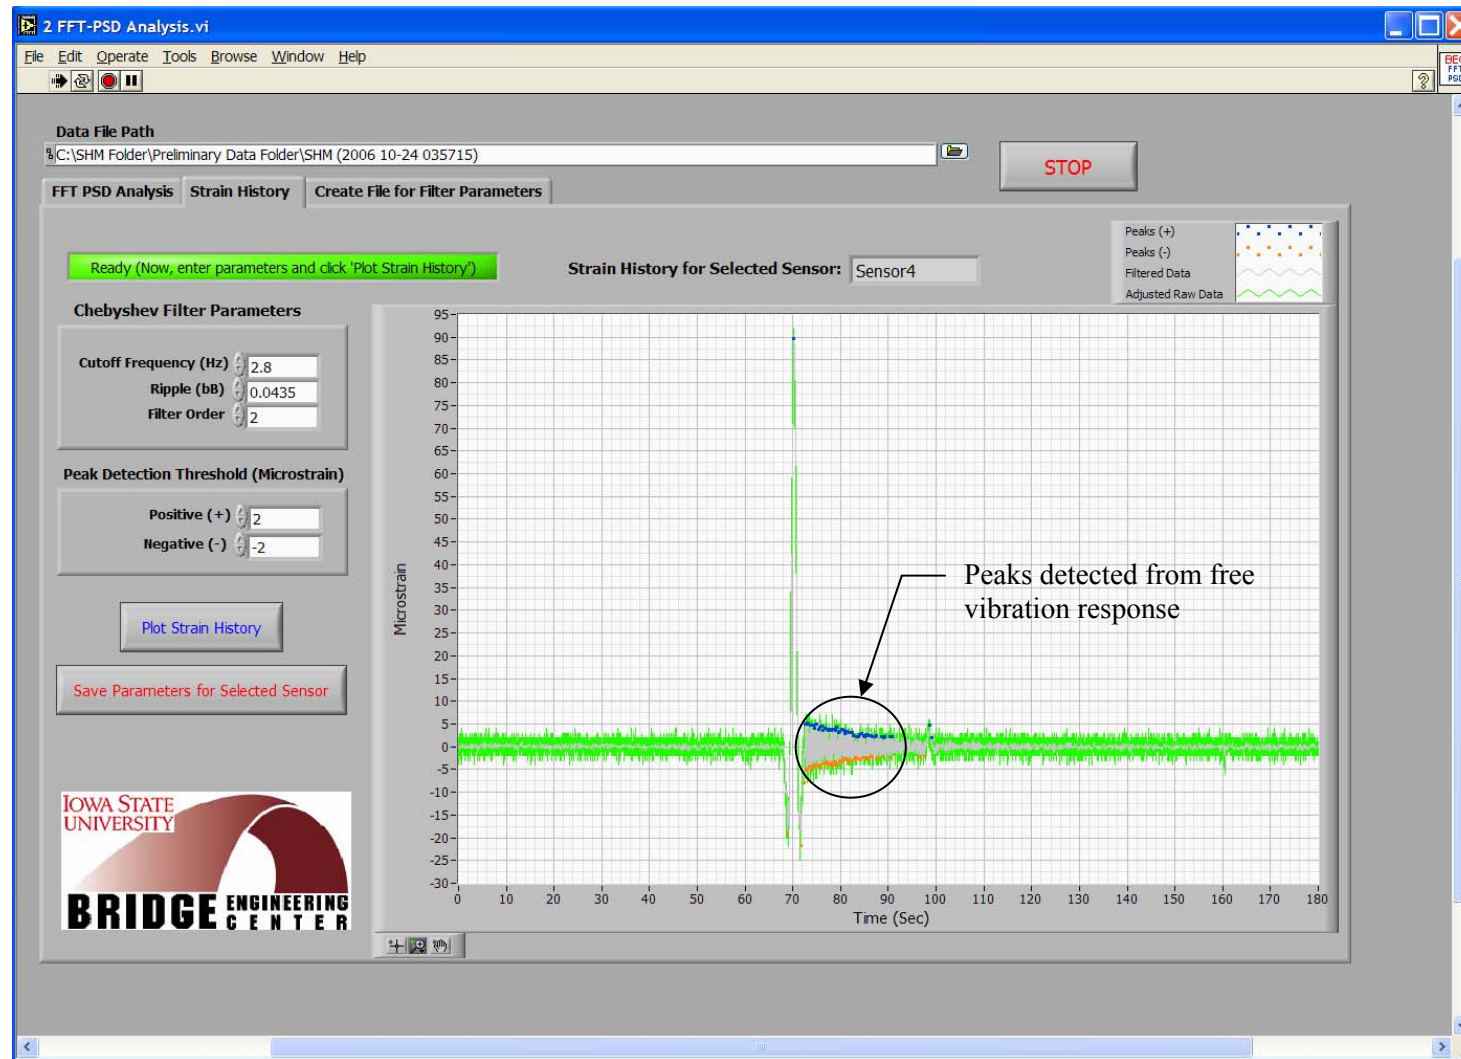 2 FFT-PSD Analysis.vi
File Edit Operate Tools Browse Window Help
Data File Path
C:\SHM Folder\Preliminary Data Folder\SHM (2006 10-24 035715)
STOP
FFT PSD Analysis Strain History Create File for Filter Parameters
Ready (Now, enter parameters and click 'Plot Strain History')
Strain History for Selected Sensor: Sensor4
Peaks (+)
Peaks (-)
Filtered Data
Adjusted Raw Data
Chebyshev Filter Parameters
Cutoff Frequency (Hz) 2.8
Ripple (bB) 0.0435
Filter Order 2
Peak Detection Threshold (Microstrain)
Positive (+) 2
Negative (-) -2
Plot Strain History
Save Parameters for Selected Sensor
IOWA STATE
UNIVERSITY
BRIDGE ENGINEERING
CENTER
Microstrain
95
90
85
80
75
70
65
60
55
50
45
40
35
30
25
20
15
10
5
0
-5
-10
-15
-20
-25
-30
Peaks detected from free
vibration response
0 10 20 30 40 50 60 70 80 90 100 110 120 130 140 150 160 170 180
Time (Sec)